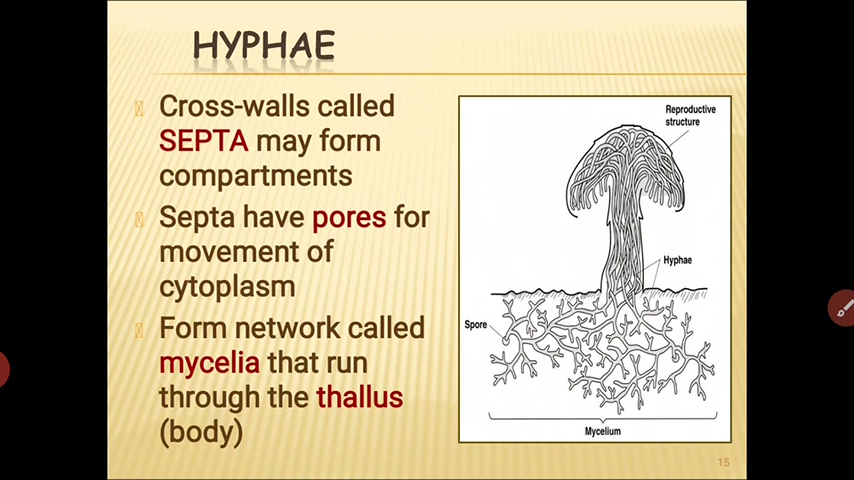 HYPHAE
Cross-walls called
SEPTA may form
compartments
Septa have pores for
movement of
cytoplasm
Form network called
mycelia that run
through the thallus
(body)
Reproductive
structure
Hyphae
Spore
Mycelium
15